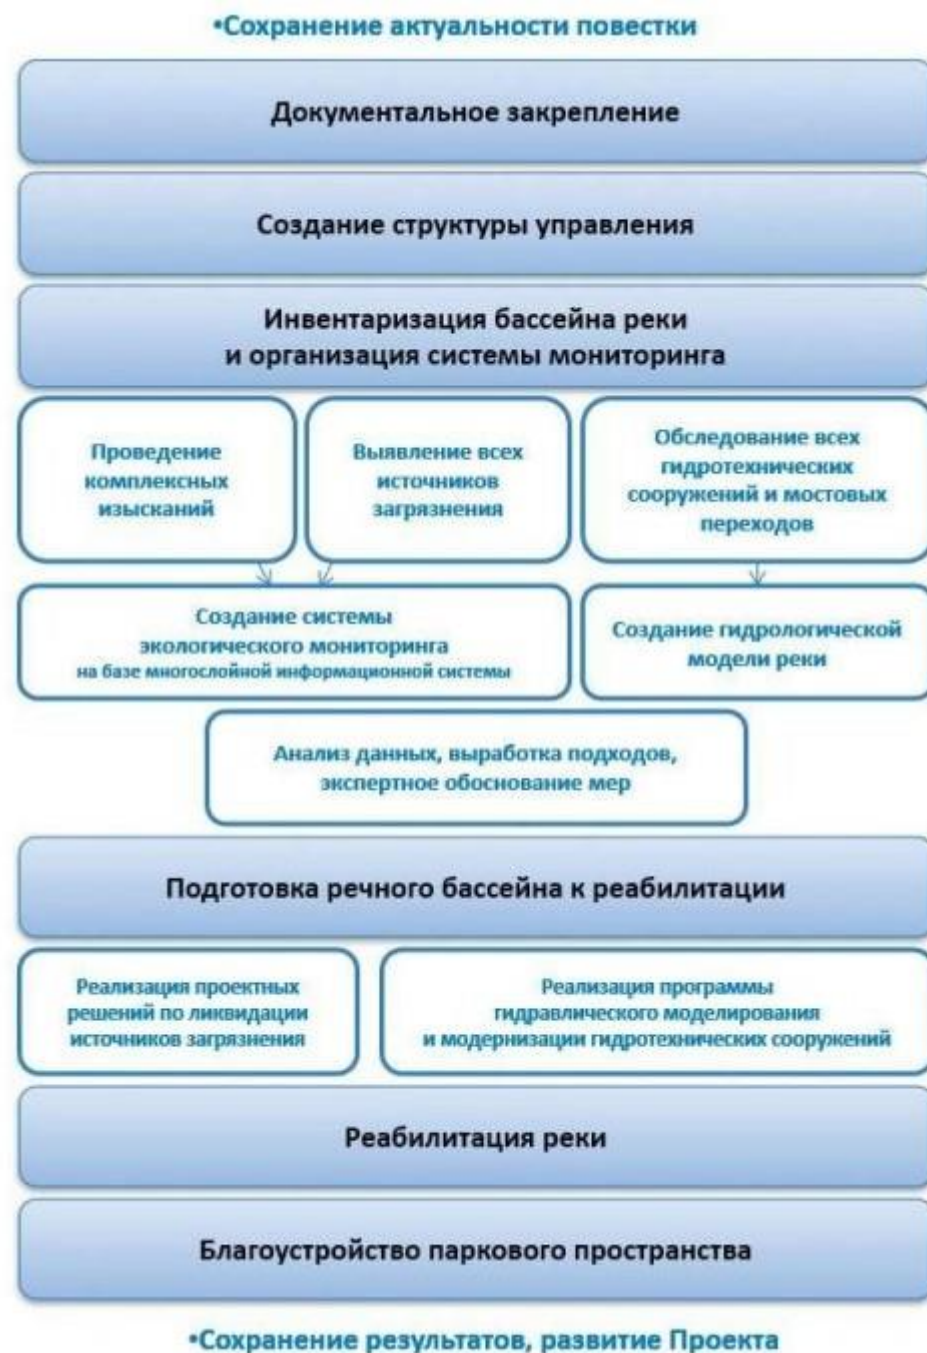 •Сохранение актуальности повестки
Документальное закрепление
Создание структуры управления
Инвентаризация бассейна реки
и организация системы мониторинга
Проведение
комплексных
изысканий
Выявление всех
источников
загрязнения
Обследование всех
гидротехнических
сооружений и мостовых
переходов
Создание системы
экологического мониторинга
на базе многослойной информационной системы
Создание гидрологической
модели реки
Анализ данных, выработка подходов,
экспертное обоснование мер
Подготовка речного бассейна к реабилитации
Реализация проектных
решений по ликвидации
источников загрязнения
Реализация программы
гидравлического моделирования
и модернизации гидротехнических сооружений
Реабилитация реки
Благоустройство паркового пространства
•Сохранение результатов, развитие Проекта